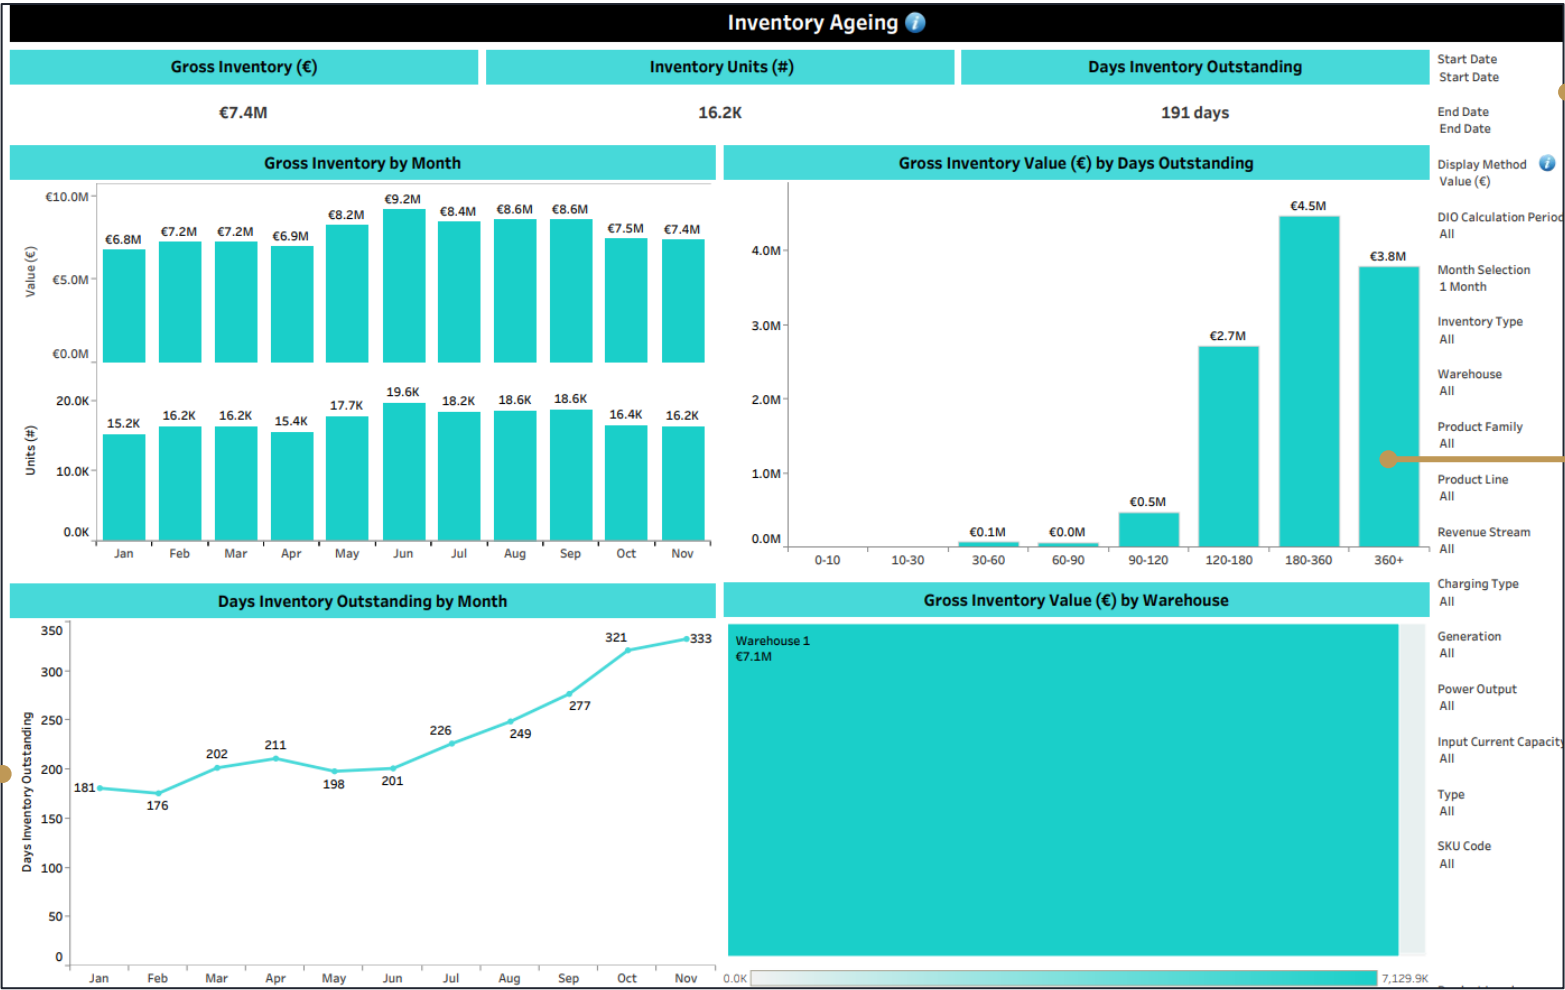 Inventory Ageing
Gross Inventory (€)
Inventory Units (#)
Days Inventory Outstanding
€7.4M
16.2K
191 days
Gross Inventory by Month
Value (€)
€10.0M
€5.0M
€0.0M
€6.8M
€7.2M
€7.2M
€6.9M
€8.2M
€9.2M
€8.4M
€8.6M
€8.6M
€7.5M
€7.4M
Units (#)
20.0K
10.0K
0.0K
15.2K
16.2K
16.2K
15.4K
17.7K
19.6K
18.2K
18.6K
18.6K
16.4K
16.2K
Jan Feb Mar Apr May Jun Jul Aug Sep Oct Nov
Gross Inventory Value (€) by Days Outstanding
4.0M
3.0M
2.0M
1.0M
0.0M
€0.1M
€0.0M
€0.5M
€2.7M
€4.5M
€3.8M
0-10 10-30 30-60 60-90 90-120 120-180 180-360 360+
Days Inventory Outstanding by Month
Days Inventory Outstanding
350
300
250
200
150
100
50
0
181
176
202
211
198
201
226
249
277
321
333
Jan Feb Mar Apr May Jun Jul Aug Sep Oct Nov
Gross Inventory Value (€) by Warehouse
Warehouse 1
€7.1M
0.0K
7,129.9K
Start Date
Start Date
End Date
End Date
Display Method
Value (€)
DIO Calculation Period
All
Month Selection
1 Month
Inventory Type
All
Warehouse
All
Product Family
All
Product Line
All
Revenue Stream
All
Charging Type
All
Generation
All
Power Output
All
Input Current Capacity
All
Type
All
SKU Code
All